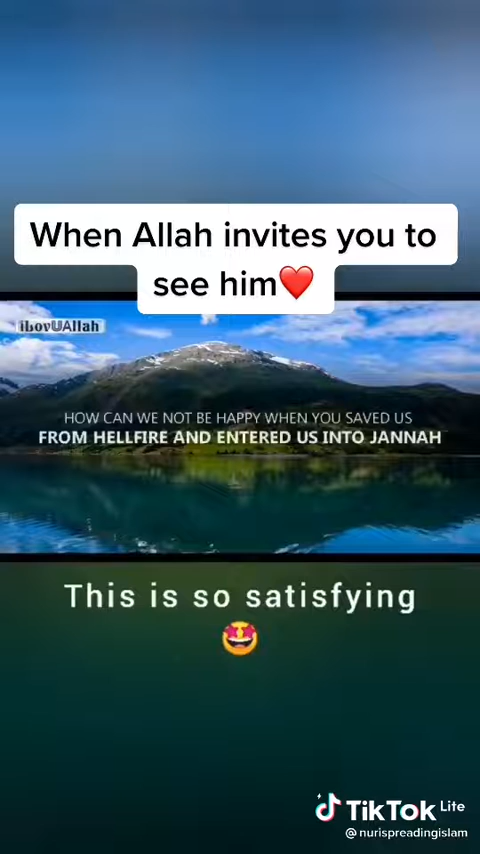 When Allah invites you to
see him❤️
iLovUAllah
HOW CAN WE NOT BE HAPPY WHEN YOU SAVED US
FROM HELLFIRE AND ENTERED US INTO JANNAH
This is so satisfying
🤩
TikTok Lite
@nurispreadingislam